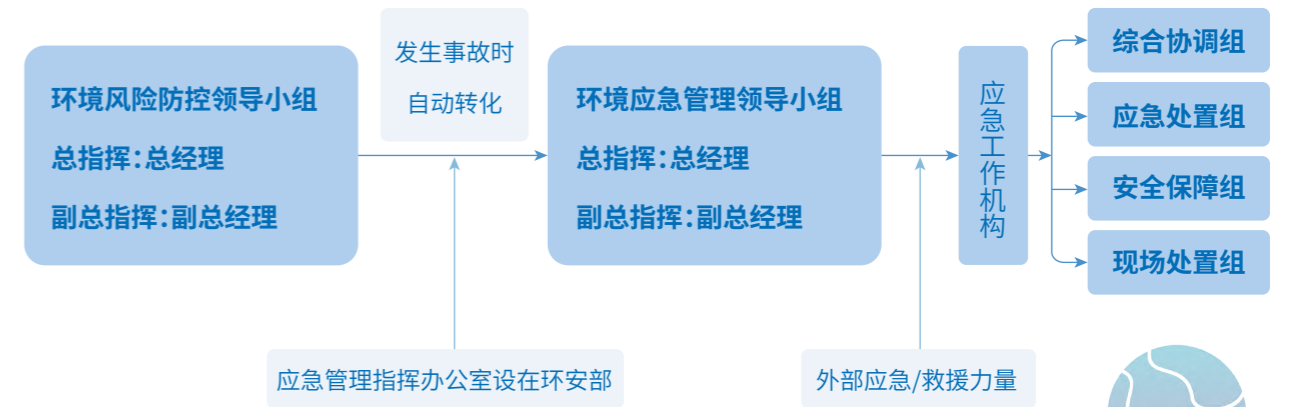 环境风险防控领导小组
总指挥：总经理
副总指挥：副总经理
发生事故时
自动转化
应急管理指挥办公室设在环安部
环境应急管理领导小组
总指挥：总经理
副总指挥：副总经理
外部应急/救援力量
应急工作机构
综合协调组
应急处置组
安全保障组
现场处置组